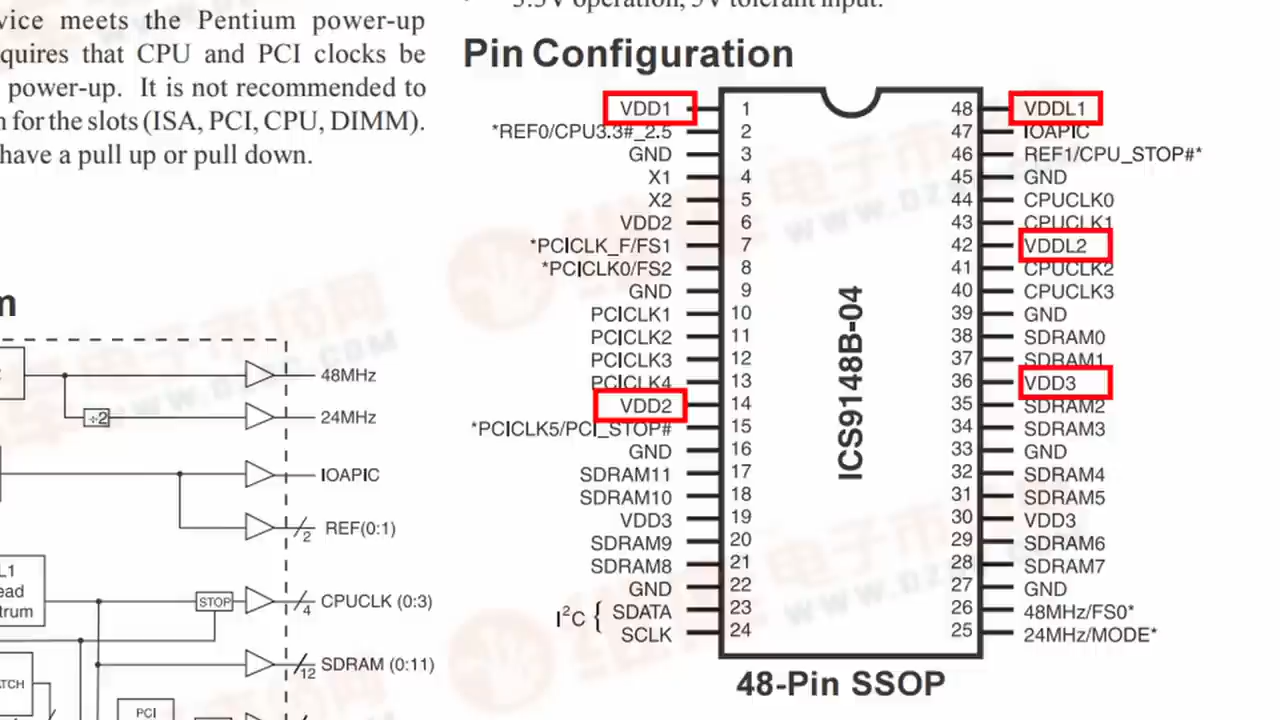 vice meets the Pentium power-up
quires that CPU and PCI clocks be
power-up. It is not recommended to
n for the slots (ISA, PCI, CPU, DIMM).
have a pull up or pull down.
3.3V operation, 5V tolerant input.
Pin Configuration
VDD1 1 48 VDDL1
*REF0/CPU3.3#_2.5 2 47 IOAPIC
GND 3 46 REF1/CPU_STOP#*
X1 4 45 GND
X2 5 44 CPUCLK0
VDD2 6 43 CPUCLK1
*PCICLK_F/FS1 7 42 VDDL2
*PCICLK0/FS2 8 41 CPUCLK2
GND 9 40 CPUCLK3
PCICLK1 10 39 GND
PCICLK2 11 38 SDRAM0
PCICLK3 12 37 SDRAM1
PCICLK4 13 36 VDD3
VDD2 14 35 SDRAM2
*PCICLK5/PCI_STOP# 15 34 SDRAM3
GND 16 33 GND
SDRAM11 17 32 SDRAM4
SDRAM10 18 31 SDRAM5
VDD3 19 30 VDD3
SDRAM9 20 29 SDRAM6
SDRAM8 21 28 SDRAM7
GND 22 27 GND
I²C { SDATA 23 26 48MHz/FS0*
SCLK 24 25 24MHz/MODE*
ICS9148B-04
48-Pin SSOP
m
48MHz
÷2 24MHz
IOAPIC
2 REF(0:1)
L1
ead
trum
STOP 4 CPUCLK (0:3)
12 SDRAM (0:11)
TCH
PCI